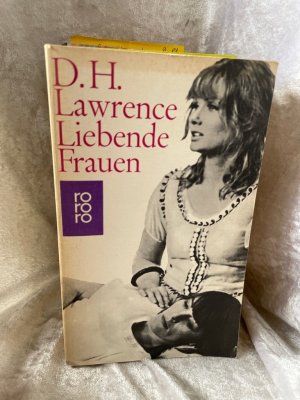 D.H.
Lawrence
Liebende
Frauen
ro
ro
ro